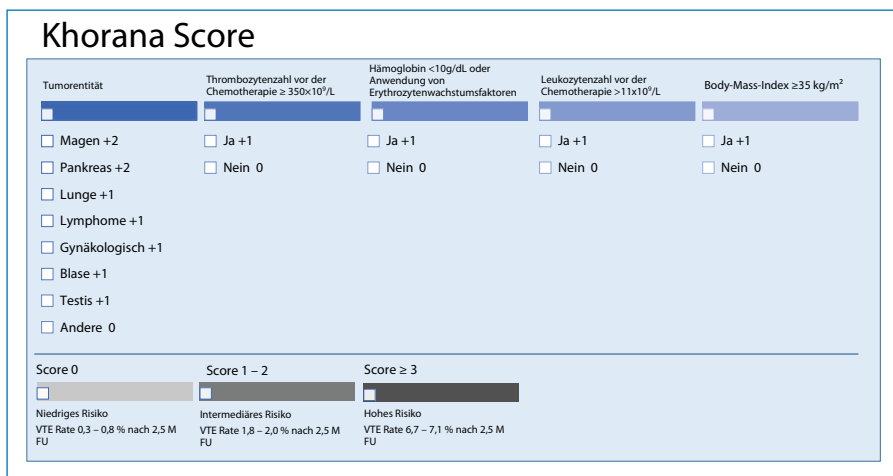 Khorana Score
Tumorentität
Thrombozytenzahl vor der
Chemotherapie ≥ 350×10⁹/L
Hämoglobin <10g/dL oder
Anwendung von
Erythrozytenwachstumsfaktoren
Leukozytenzahl vor der
Chemotherapie >11x10⁹/L
Body-Mass-Index ≥35 kg/m²
Magen +2
Pankreas +2
Lunge +1
Lymphome +1
Gynäkologisch +1
Blase +1
Testis +1
Andere 0
Ja +1
Nein 0
Ja +1
Nein 0
Ja +1
Nein 0
Ja +1
Nein 0
Score 0
Niedriges Risiko
VTE Rate 0,3 – 0,8 % nach 2,5 M
FU
Score 1 – 2
Intermediäres Risiko
VTE Rate 1,8 – 2,0 % nach 2,5 M
FU
Score ≥ 3
Hohes Risiko
VTE Rate 6,7 – 7,1 % nach 2,5 M
FU